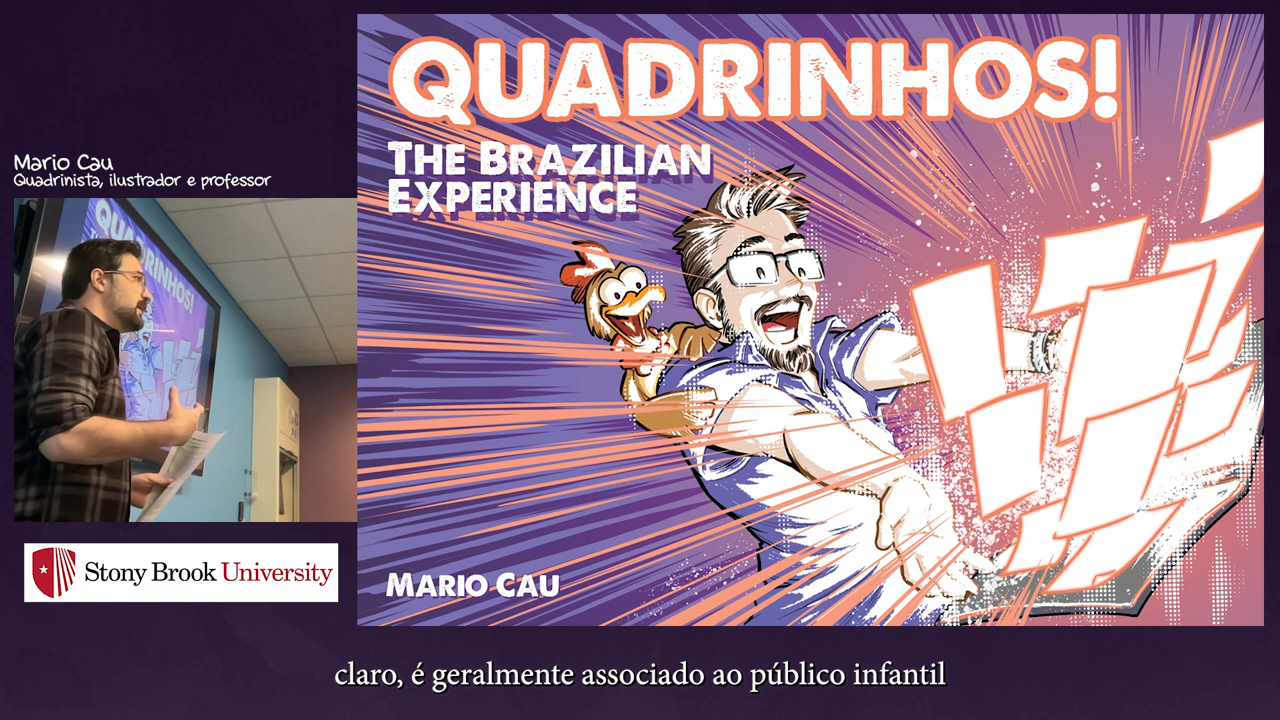 QUADRINHOS!
THE BRAZILIAN
EXPERIENCE
Mario Cau
Quadrinista, ilustrador e professor
QUADRINHOS!
Stony Brook University
MARIO CAU
claro, é geralmente associado ao público infantil